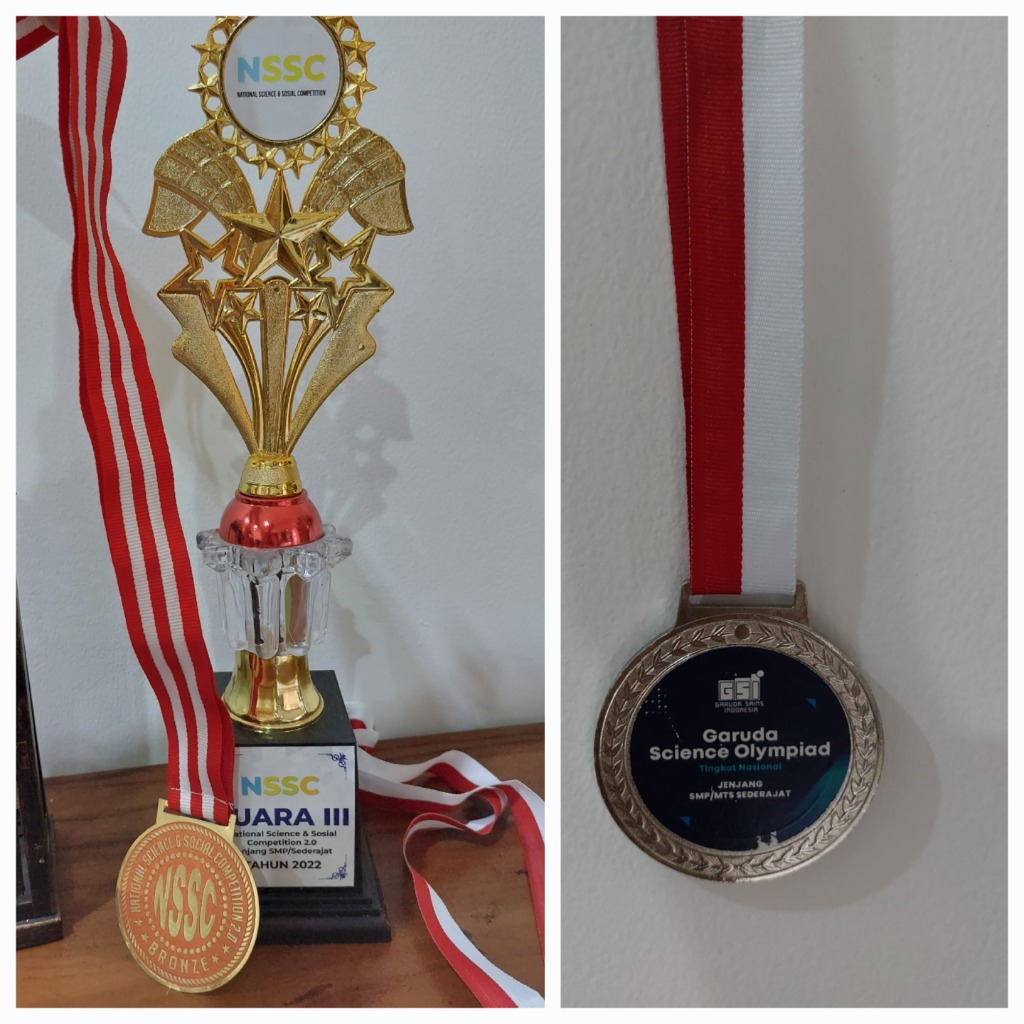 NSSC
NATIONAL SCIENCE & SOSIAL COMPETITION
NSSC
JUARA III
National Science & Sosial
Competition 2.0
Jenjang SMP/Sederajat
TAHUN 2022
NATIONAL SCIENCE & SOCIAL COMPETITION 2.0
NSSC
BRONZE
GSI
GARUDA SAINS
INDONESIA
Garuda
Science Olympiad
Tingkat Nasional
JENJANG
SMP/MTS SEDERAJAT